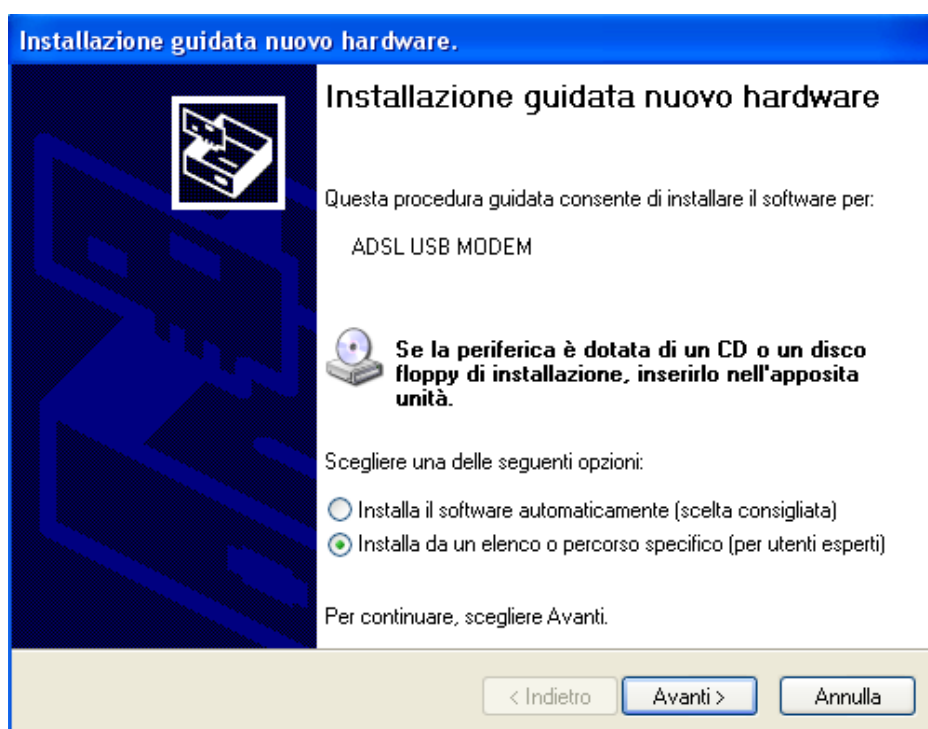 Installazione guidata nuovo hardware.
Installazione guidata nuovo hardware
Questa procedura guidata consente di installare il software per:
ADSL USB MODEM
Se la periferica è dotata di un CD o un disco
floppy di installazione, inserirlo nell'apposita
unità.
Scegliere una delle seguenti opzioni:
Installa il software automaticamente (scelta consigliata)
Installa da un elenco o percorso specifico (per utenti esperti)
Per continuare, scegliere Avanti.
< Indietro Avanti > Annulla